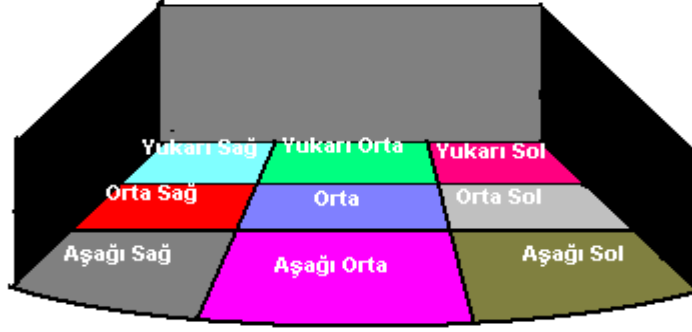 Yukarı Sağ
Yukarı Orta
Yukarı Sol
Orta Sağ
Orta
Orta Sol
Aşağı Sağ
Aşağı Orta
Aşağı Sol